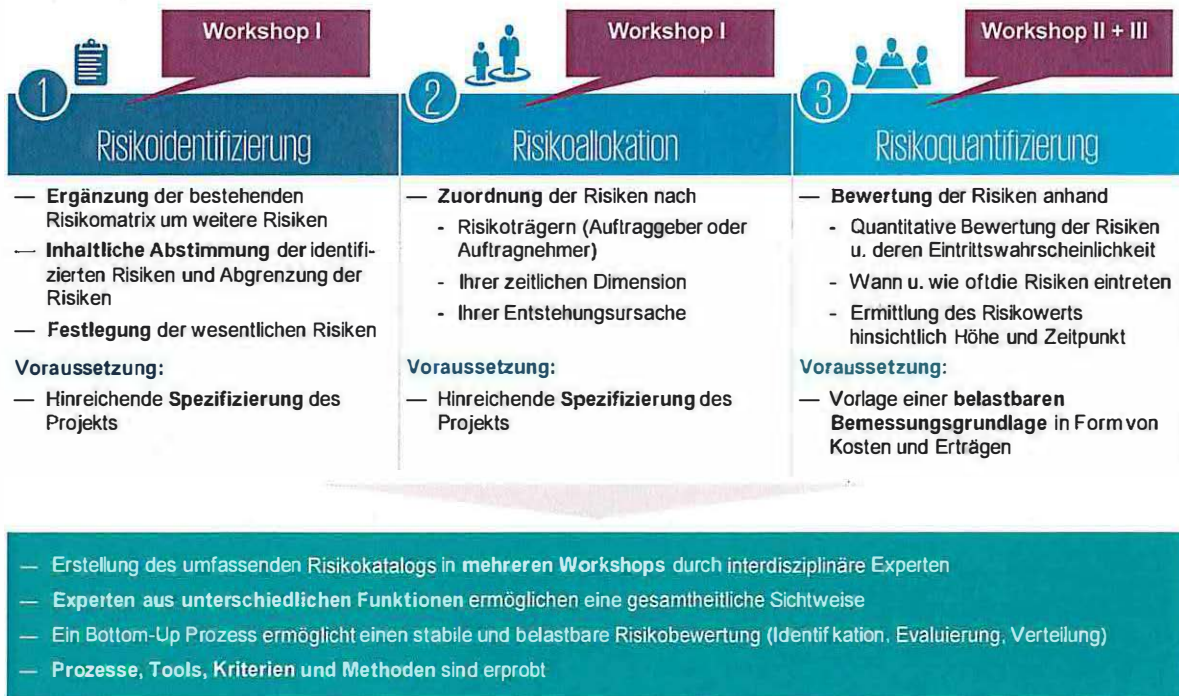 Workshop I
1
Risikoidentifizierung
— Ergänzung der bestehenden
Risikomatrix um weitere Risiken
— Inhaltliche Abstimmung der identifi-
zierten Risiken und Abgrenzung der
Risiken
— Festlegung der wesentlichen Risiken
Voraussetzung:
— Hinreichende Spezifizierung des
Projekts
Workshop I
2
Risikoallokation
— Zuordnung der Risiken nach
- Risikoträgern (Auftraggeber oder
Auftragnehmer)
- Ihrer zeitlichen Dimension
- Ihrer Entstehungsursache
Voraussetzung:
— Hinreichende Spezifizierung des
Projekts
Workshop II + III
3
Risikoquantifizierung
— Bewertung der Risiken anhand
- Quantitative Bewertung der Risiken
u. deren Eintrittswahrscheinlichkeit
- Wann u. wie oftdie Risiken eintreten
- Ermittlung des Risikowerts
hinsichtlich Höhe und Zeitpunkt
Voraussetzung:
— Vorlage einer belastbaren
Bemessungsgrundlage in Form von
Kosten und Erträgen
— Erstellung des umfassenden Risikokatalogs in mehreren Workshops durch interdisziplinäre Experten
— Experten aus unterschiedlichen Funktionen ermöglichen eine gesamtheitliche Sichtweise
— Ein Bottom-Up Prozess ermöglicht einen stabile und belastbare Risikobewertung (Identifkation, Evaluierung, Verteilung)
— Prozesse, Tools, Kriterien und Methoden sind erprobt